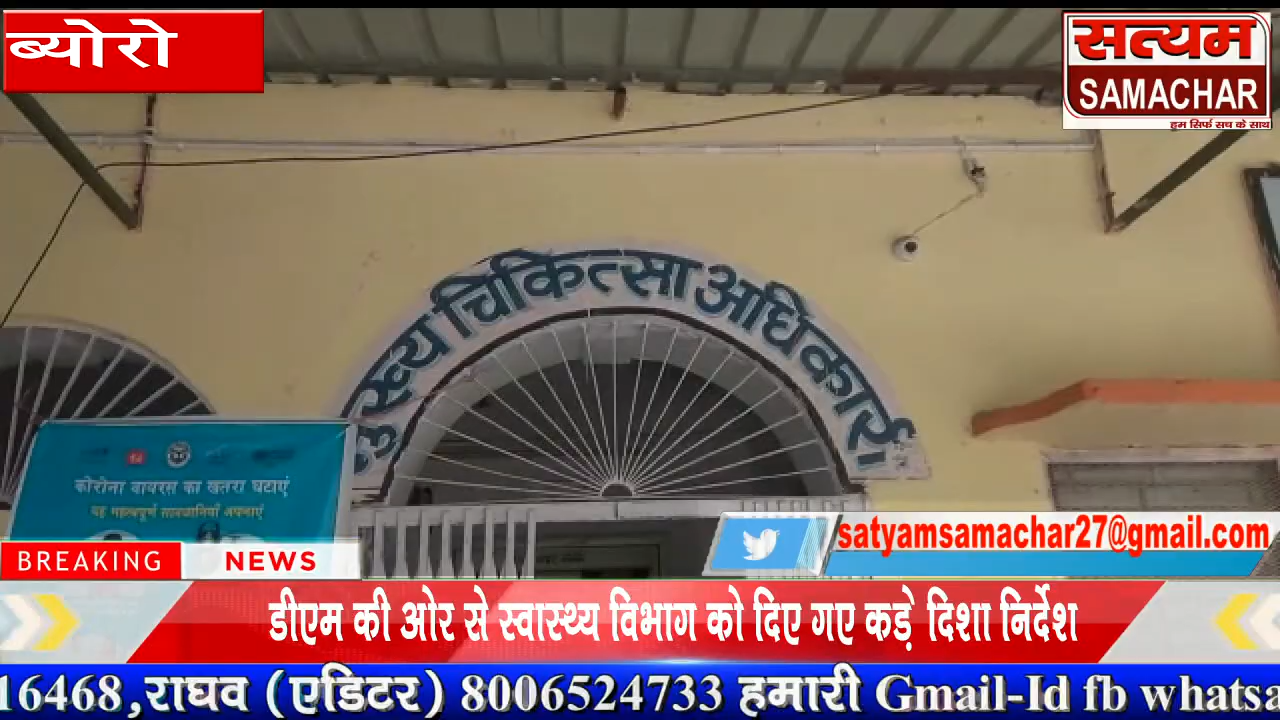 ब्योरो
सत्यम
SAMACHAR
हम सिर्फ सच के साथ
मुख्य चिकित्सा अधिकारी
कोरोना वायरस का खतरा घटाएं
यह महत्वपूर्ण सावधानियाँ अपनाएं
satyamsamachar27@gmail.com
BREAKING NEWS
डीएम की ओर से स्वास्थ्य विभाग को दिए गए कड़े दिशा निर्देश
16468,राघव (एडिटर) 8006524733 हमारी Gmail-Id fb whatsa